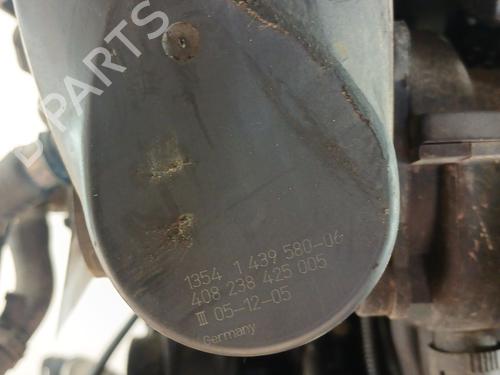 D PARTS
1354 1 439 580-06
408 238 425 005
III 05-12-05
Germany